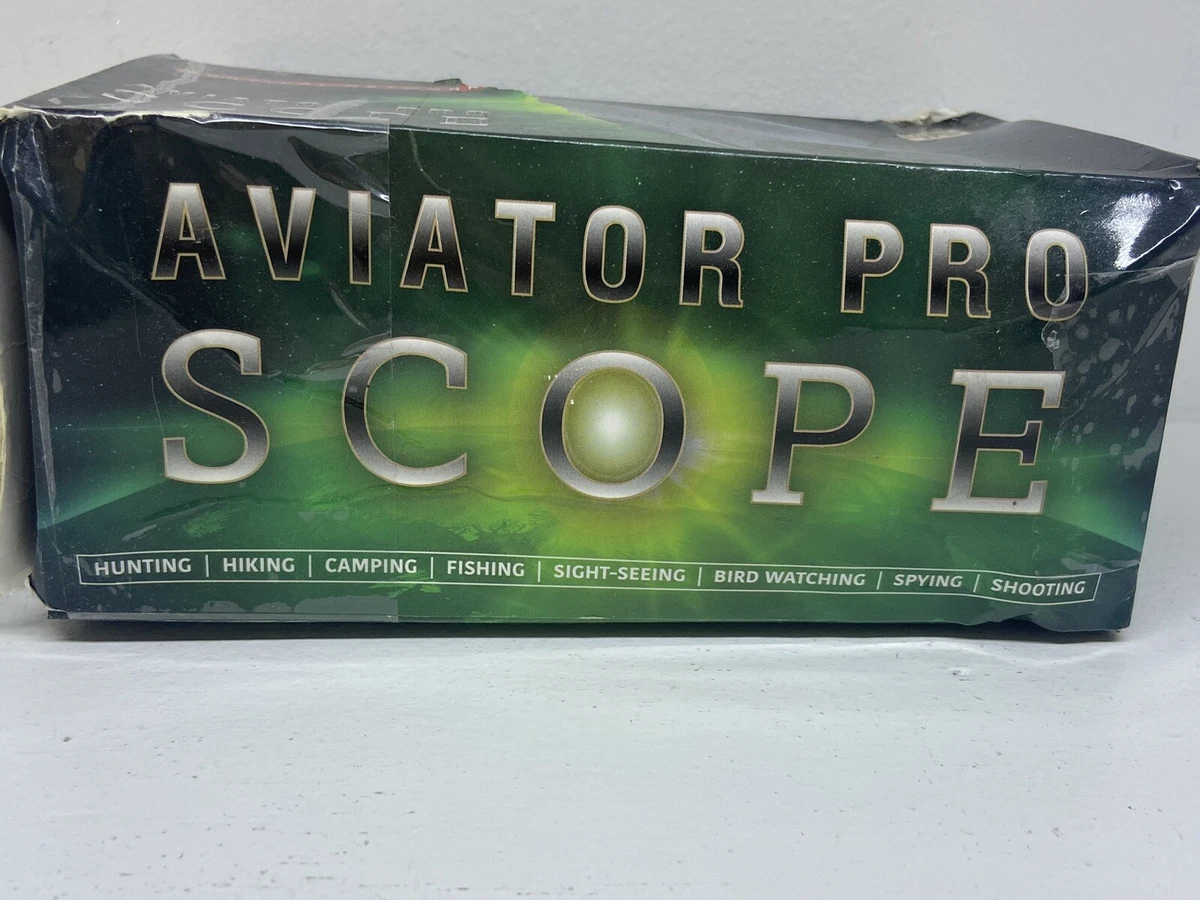 AVIATOR PRO
SCOPE
HUNTING | HIKING | CAMPING | FISHING | SIGHT-SEEING | BIRD WATCHING | SPYING | SHOOTING